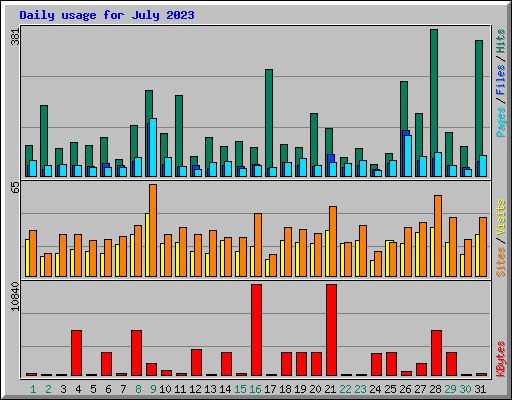 Daily usage for July 2023
381
65
10840
Pages / Files / Hits
Sites / Visits
KBytes
1 2 3 4 5 6 7 8 9 10 11 12 13 14 15 16 17 18 19 20 21 22 23 24 25 26 27 28 29 30 31